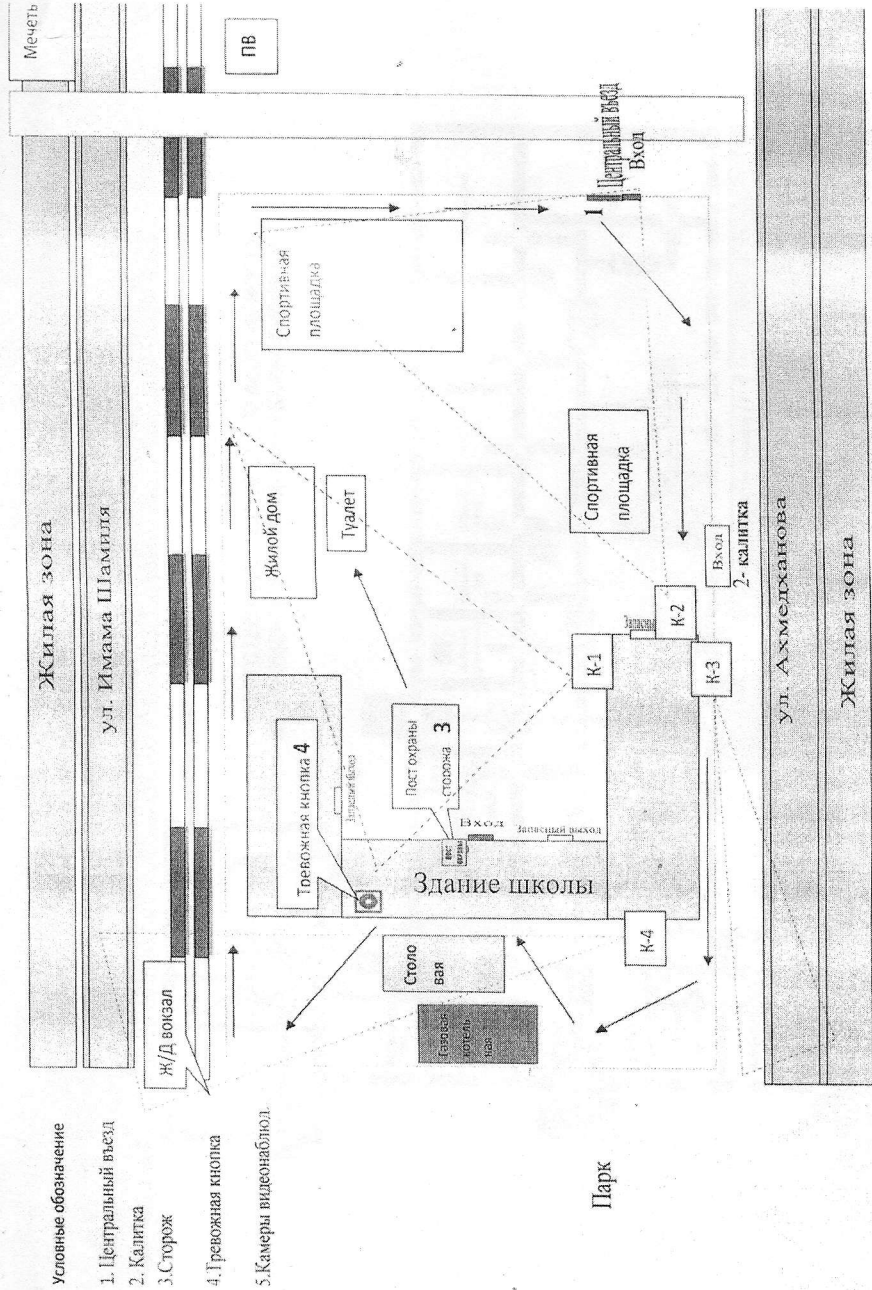 Условные обозначение
1. Центральный въезд
2. Калитка
3.Сторож
4.Тревожная кнопка
5.Камеры видеонаблюд.
Жилая зона
Мечеть
ул. Имама Шамиля
Ж/Д вокзал
ПВ
Тревожная кнопка 4
Запасный выход
Жилой дом
Туалет
Спортивная
площадка
Пост охраны
сторожа 3
пост
охраны
Вход
Запасный выход
Здание школы
Столо
вая
Газовая
котель
ная
К-1
К-2
К-3
К-4
Спортивная
площадка
1
Центральный въезд
Вход
Вход
2- калитка
Парк
ул. Ахмедханова
Жилая зона